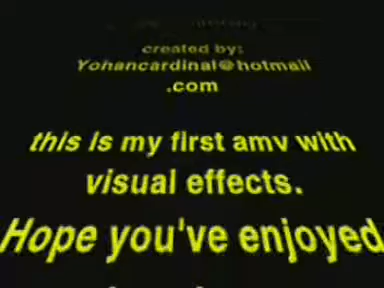 created by:
Yohancardinal@hotmail
.com
this is my first amv with
visual effects.
Hope you've enjoyed